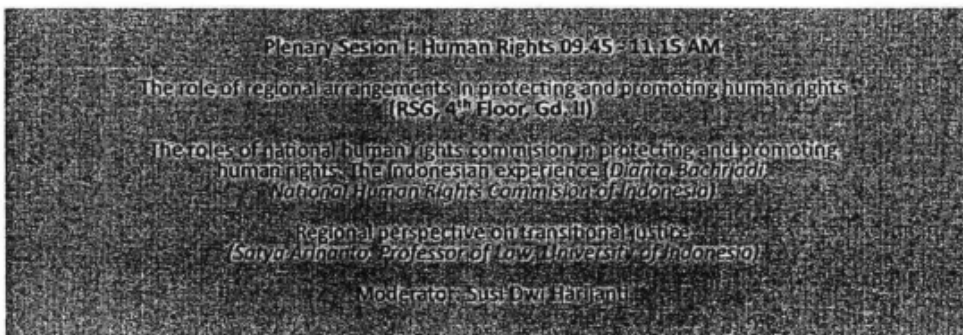 Plenary Sesion I: Human Rights 09.45 - 11.15 AM
The role of regional arrangements in protecting and promoting human rights
(RSG, 4th Floor, Gd. II)
The roles of national human rights commision in protecting and promoting
human rights: The Indonesian experience (Dianto Bachriadi
National Human Rights Commision of Indonesia)
Regional perspective on transitional justice
(Satya Arinanto, Professor of Law, University of Indonesia)
Moderator: Susi Dwi Harijanti